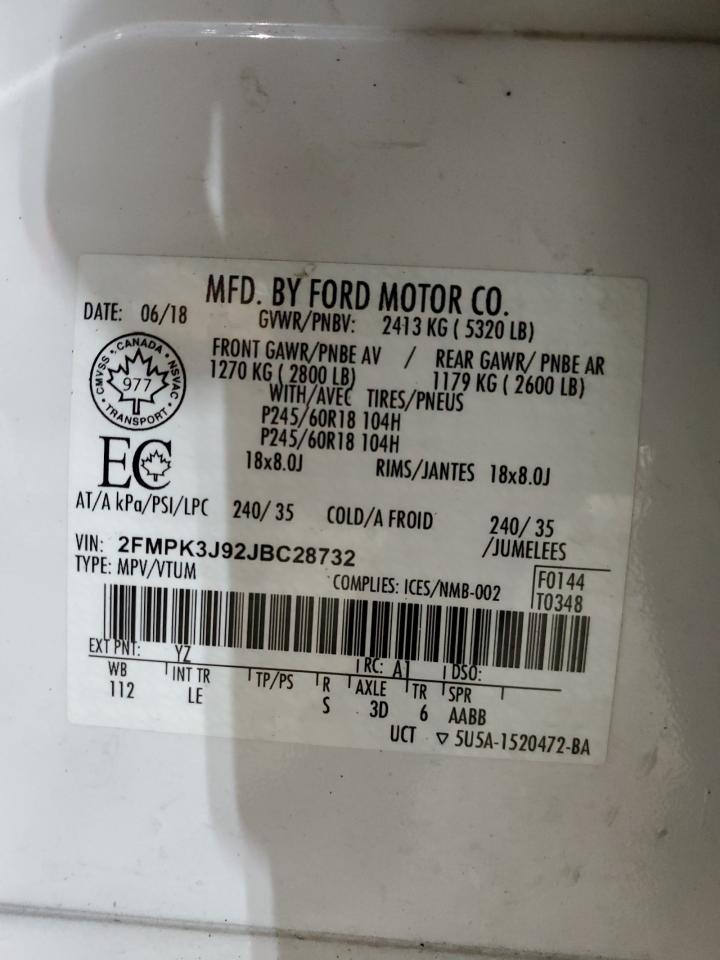 MFD. BY FORD MOTOR CO.
DATE: 06/18 GVWR/PNBV: 2413 KG ( 5320 LB)
FRONT GAWR/PNBE AV / REAR GAWR/ PNBE AR
1270 KG ( 2800 LB) 1179 KG ( 2600 LB)
WITH/AVEC TIRES/PNEUS
P245/60R18 104H
P245/60R18 104H
18x8.0J RIMS/JANTES 18x8.0J
CMVSS • CANADA • NSVAC • TRANSPORT •
977
EC
AT/A kPa/PSI/LPC 240/ 35 COLD/A FROID 240/ 35
/JUMELEES
VIN: 2FMPK3J92JBC28732
TYPE: MPV/VTUM COMPLIES: ICES/NMB-002
F0144
T0348
EXT PNT: YZ RC: A1 DSO:
WB INT TR TP/PS R AXLE TR SPR
112 LE S 3D 6 AABB
UCT ▽ 5U5A-1520472-BA